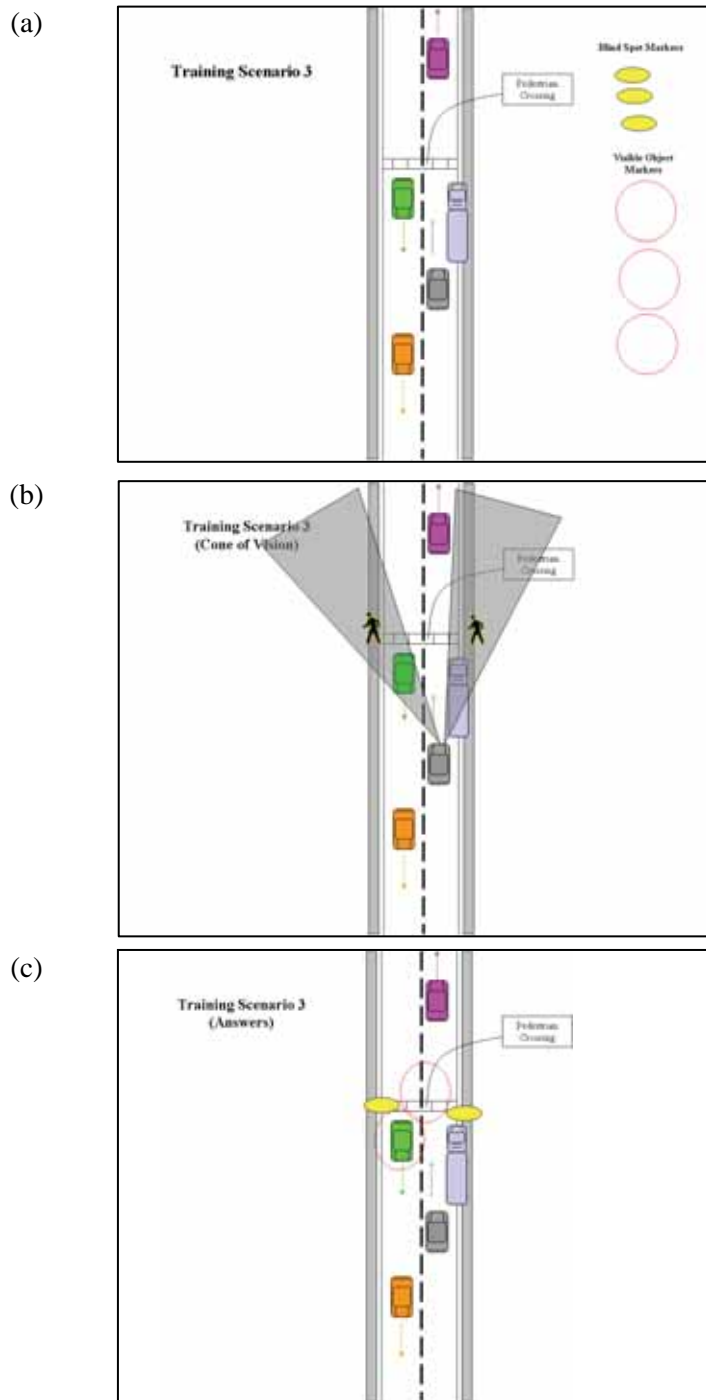 (a)
Training Scenario 3
Blind Spot Markers
Pedestrian
Crossing
Visible Object
Markers
(b)
Training Scenario 3
(Cone of Vision)
Pedestrian
Crossing
(c)
Training Scenario 3
(Answers)
Pedestrian
Crossing